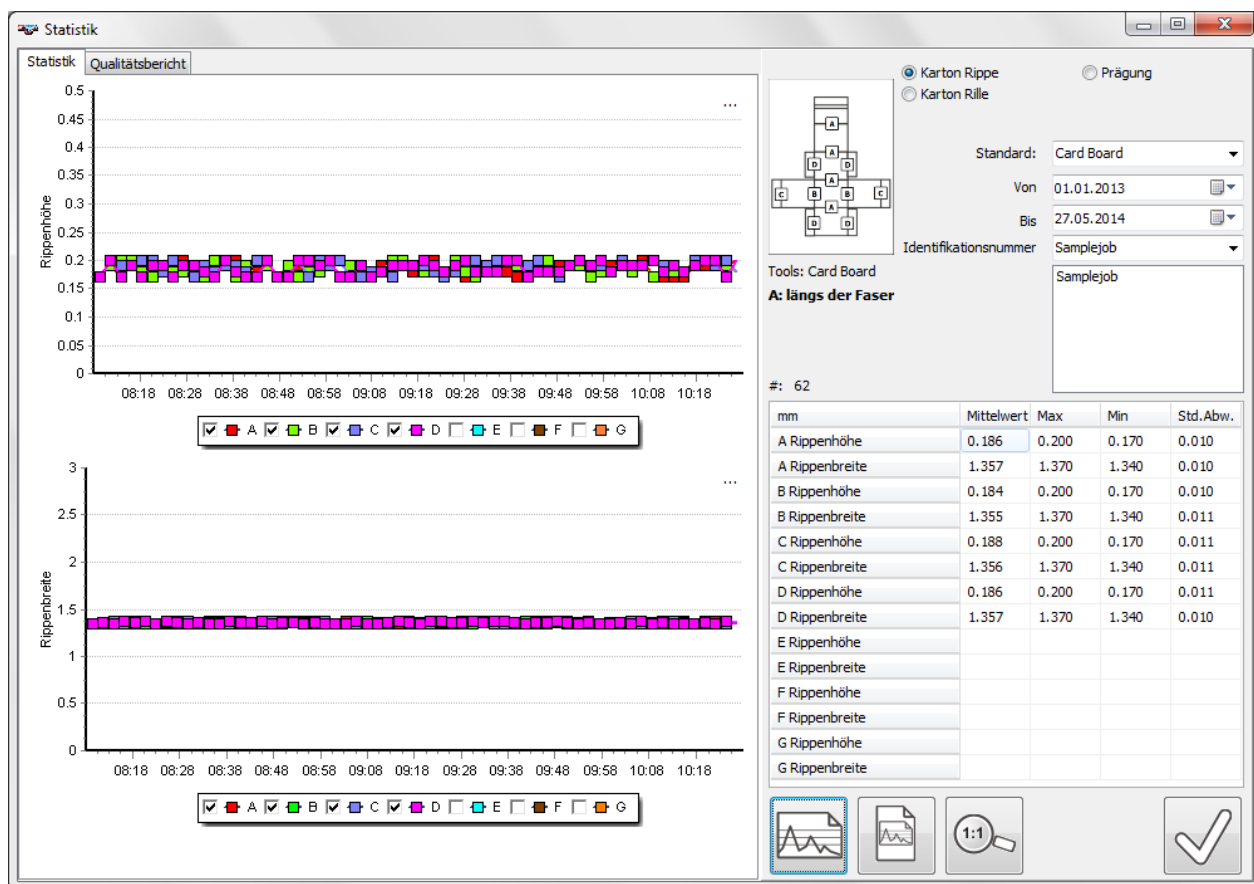 Statistik
Statistik Qualitätsbericht
0.5
0.45
0.4
0.35
0.3
0.25
0.2
0.15
0.1
0.05
0
Rippenhöhe
...
08:18 08:28 08:38 08:48 08:58 09:08 09:18 09:28 09:38 09:48 09:58 10:08 10:18
A B C D E F G
3
2.5
2
1.5
1
0.5
0
Rippenbreite
...
08:18 08:28 08:38 08:48 08:58 09:08 09:18 09:28 09:38 09:48 09:58 10:08 10:18
A B C D E F G
Karton Rippe Prägung
Karton Rille
A
A
D D
A
C B B C
A
D D
Standard: Card Board
Von 01.01.2013
Bis 27.05.2014
Identifikationsnummer Samplejob
Samplejob
Tools: Card Board
A: längs der Faser
#: 62
mm Mittelwert Max Min Std.Abw.
A Rippenhöhe 0.186 0.200 0.170 0.010
A Rippenbreite 1.357 1.370 1.340 0.010
B Rippenhöhe 0.184 0.200 0.170 0.010
B Rippenbreite 1.355 1.370 1.340 0.011
C Rippenhöhe 0.188 0.200 0.170 0.011
C Rippenbreite 1.356 1.370 1.340 0.011
D Rippenhöhe 0.186 0.200 0.170 0.011
D Rippenbreite 1.357 1.370 1.340 0.010
E Rippenhöhe
E Rippenbreite
F Rippenhöhe
F Rippenbreite
G Rippenhöhe
G Rippenbreite
1:1